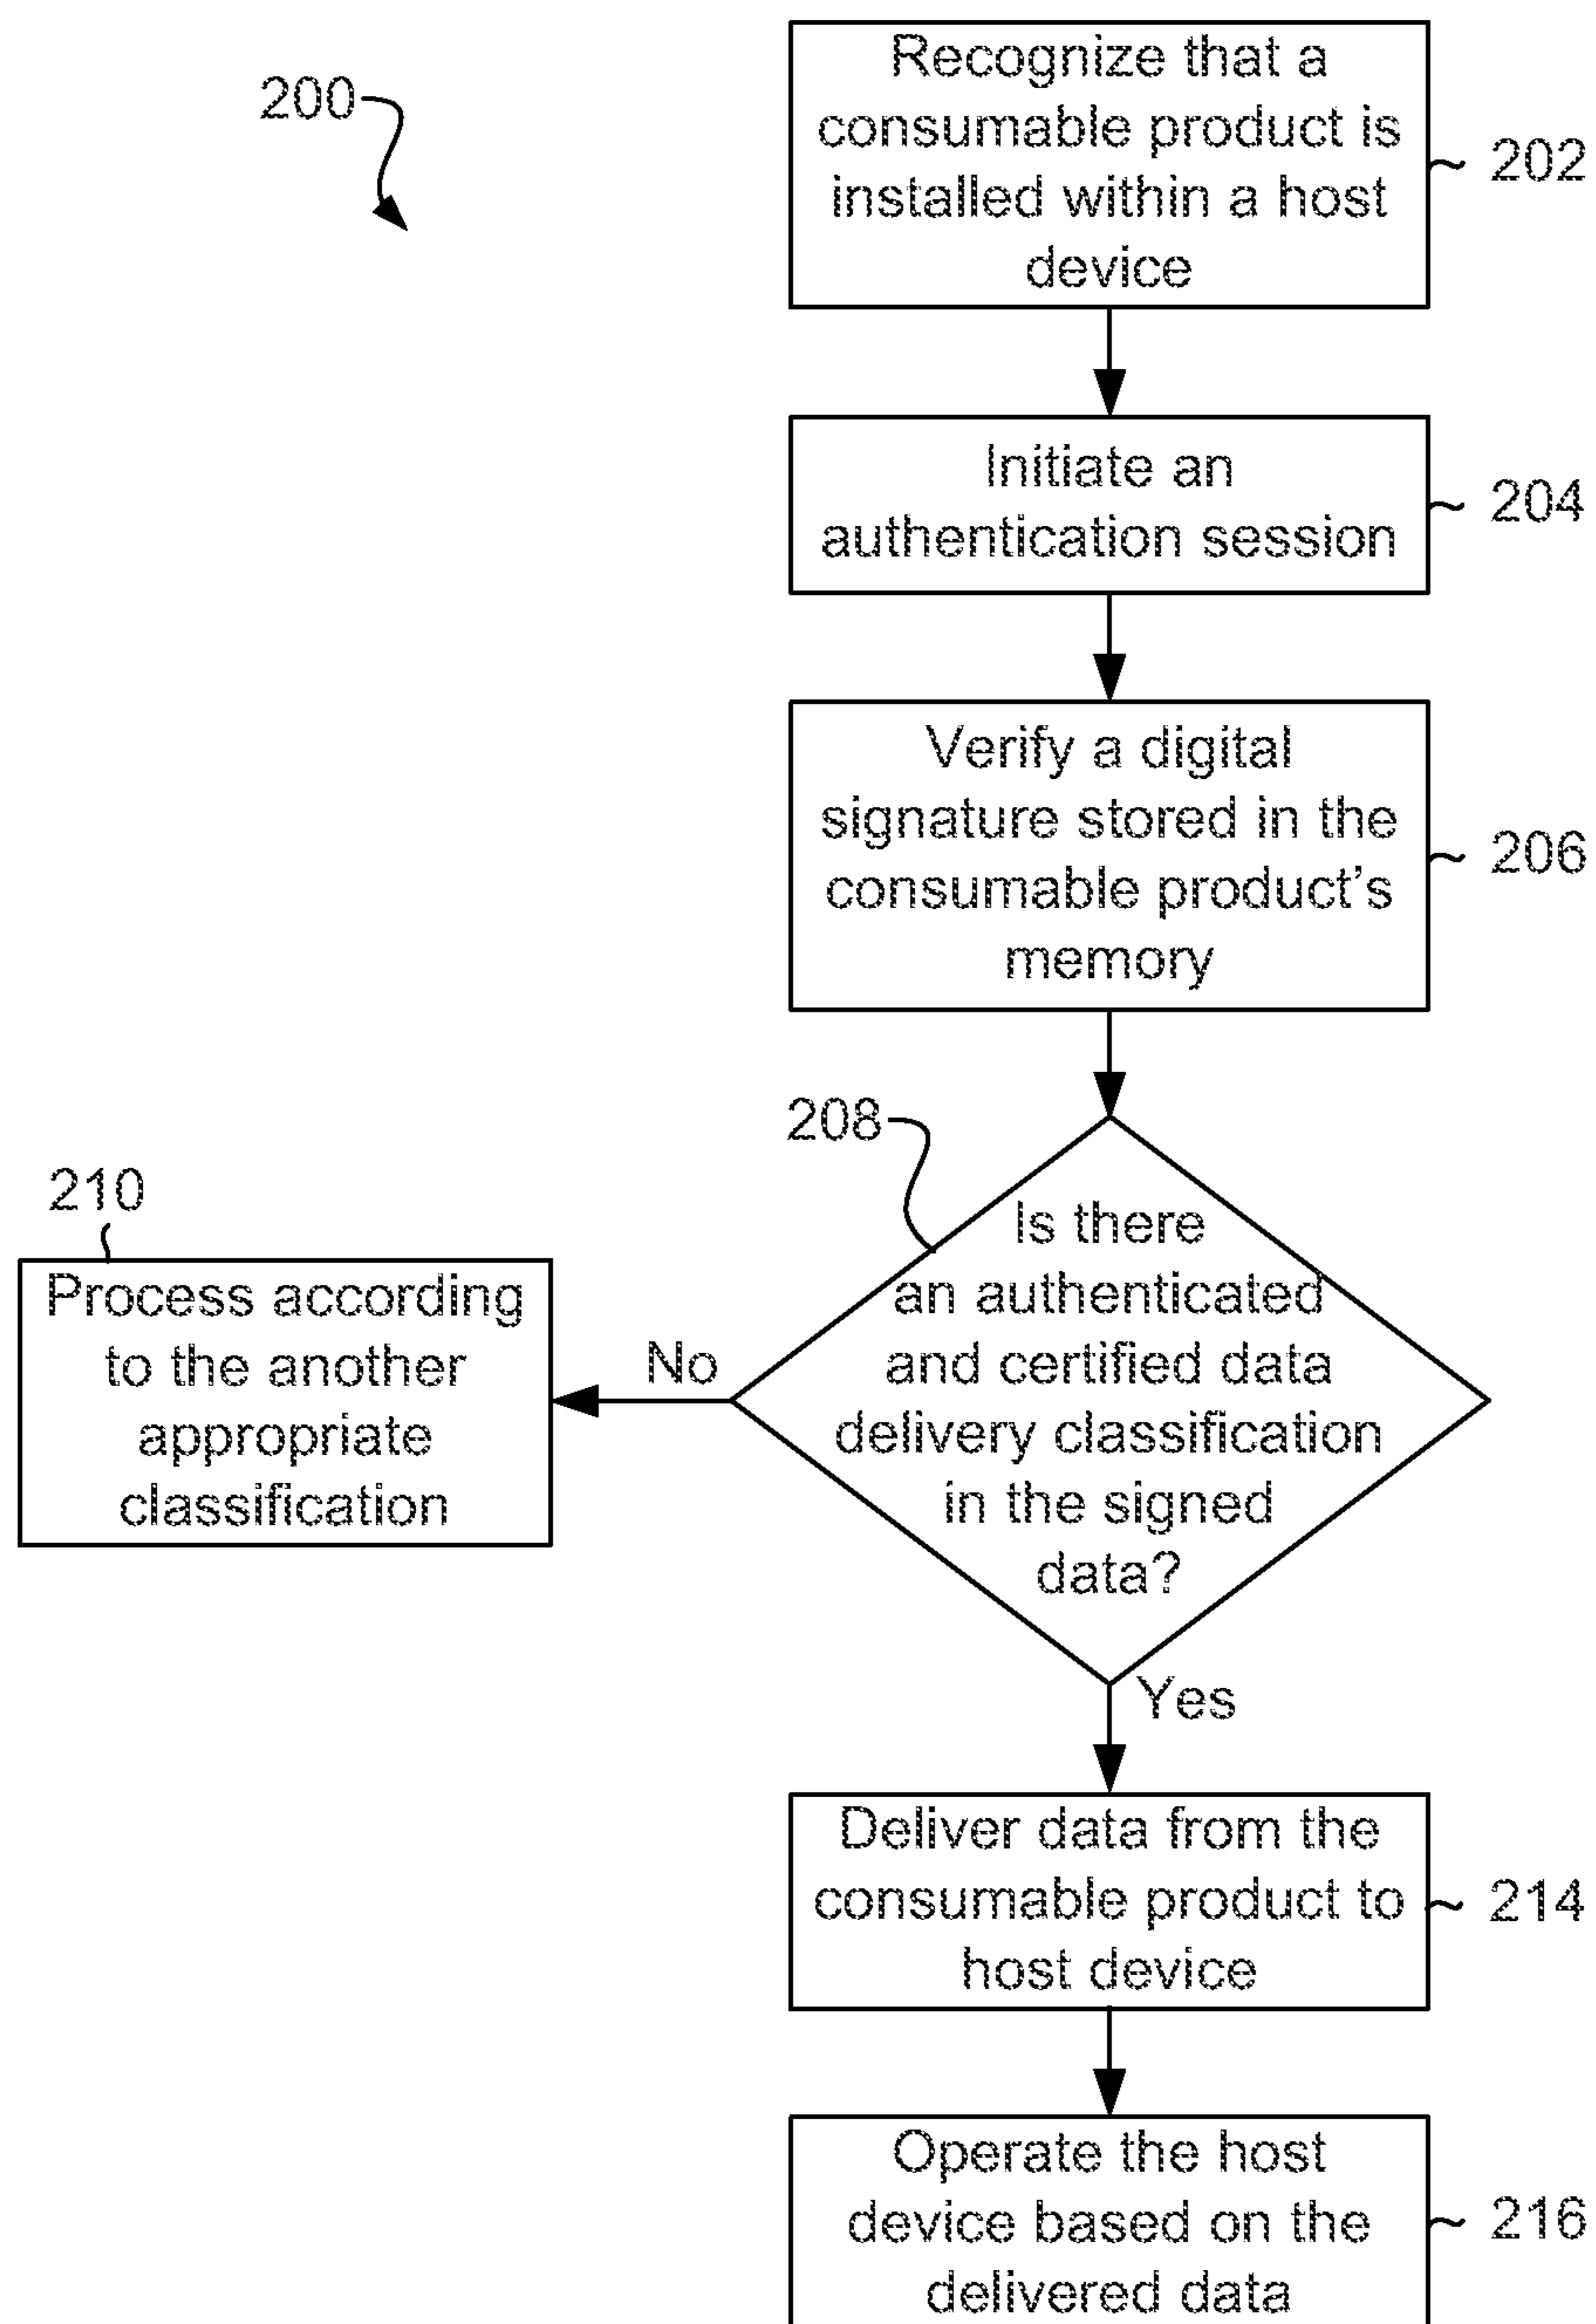 200
Recognize that a
consumable product is
installed within a host
device
202
Initiate an
authentication session
204
Verify a digital
signature stored in the
consumable product's
memory
206
208
Is there
an authenticated
and certified data
delivery classification
in the signed
data?
No
210
Process according
to the another
appropriate
classification
Yes
Deliver data from the
consumable product to
host device
214
Operate the host
device based on the
delivered data
216